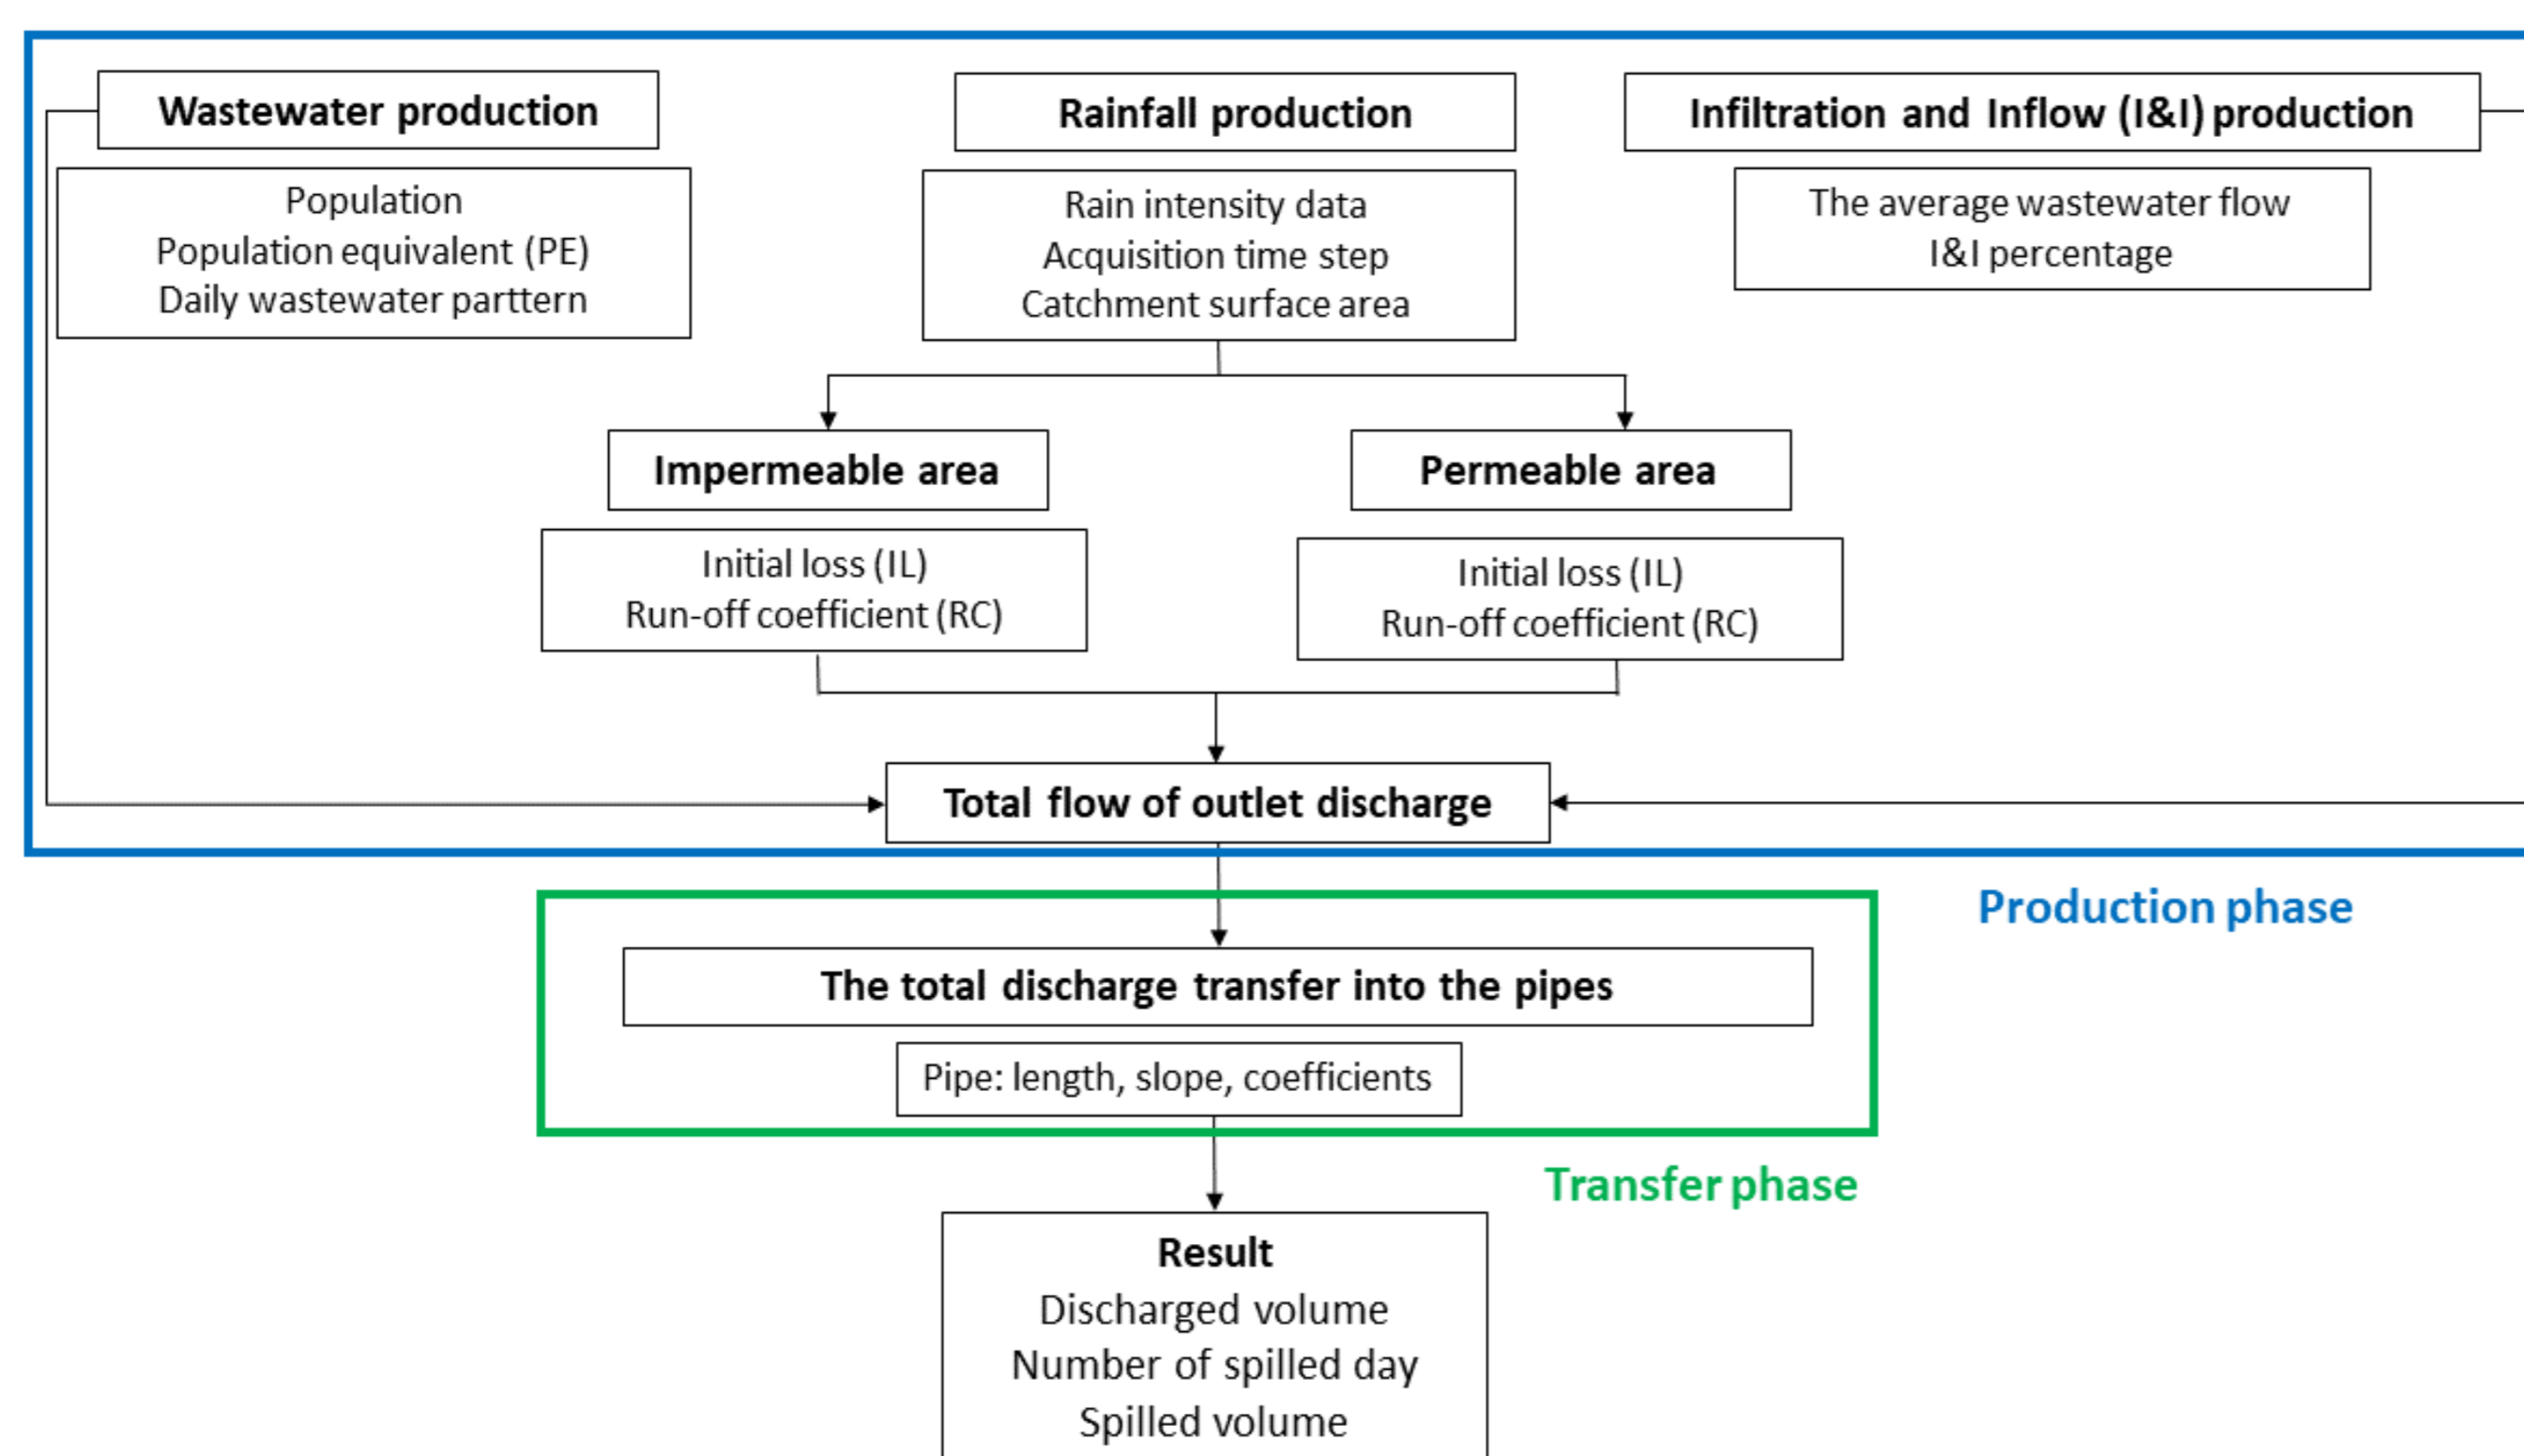 Wastewater production
Population
Population equivalent (PE)
Daily wastewater parttern
Rainfall production
Rain intensity data
Acquisition time step
Catchment surface area
Infiltration and Inflow (I&I) production
The average wastewater flow
I&I percentage
Impermeable area
Initial loss (IL)
Run-off coefficient (RC)
Permeable area
Initial loss (IL)
Run-off coefficient (RC)
Total flow of outlet discharge
Production phase
The total discharge transfer into the pipes
Pipe: length, slope, coefficients
Transfer phase
Result
Discharged volume
Number of spilled day
Spilled volume